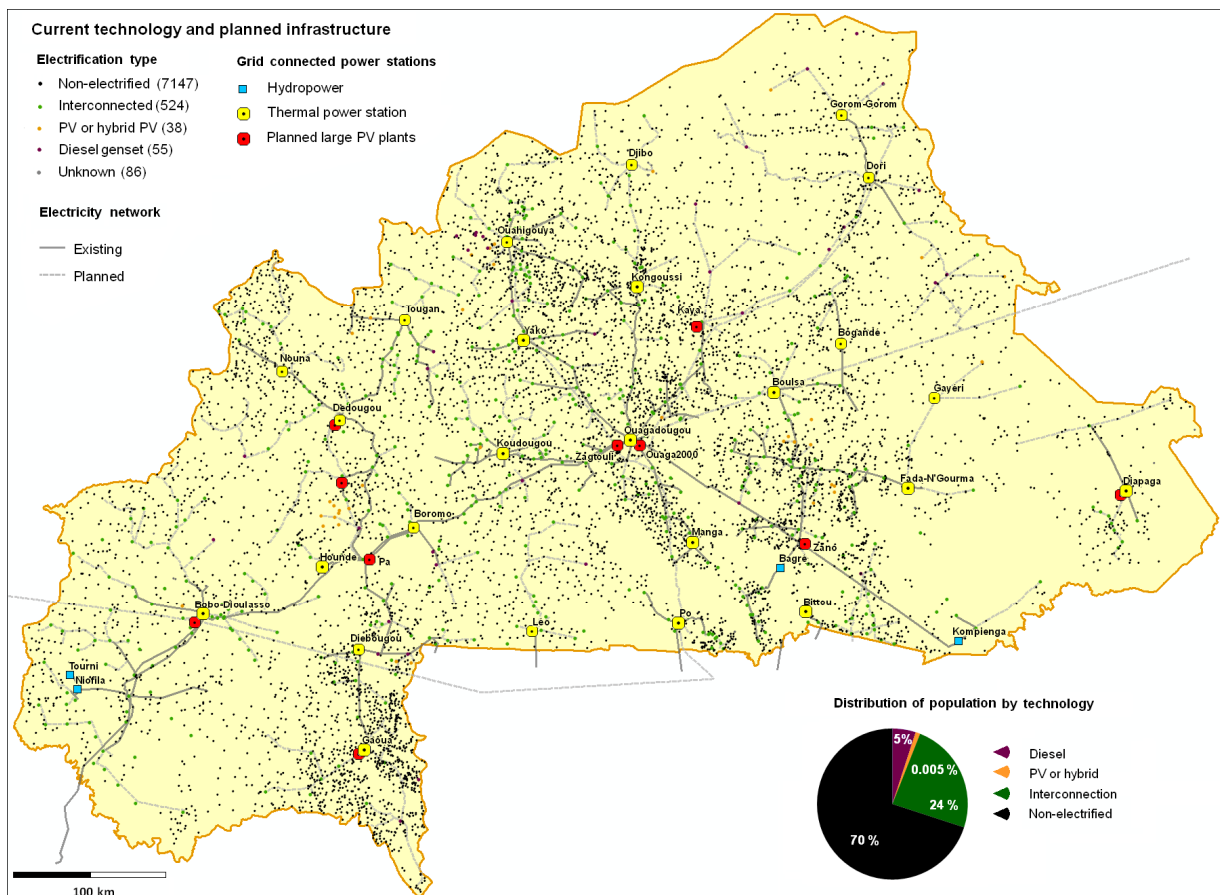 Current technology and planned infrastructure
Electrification type
Non-electrified (7147)
Interconnected (524)
PV or hybrid PV (38)
Diesel genset (55)
Unknown (86)
Grid connected power stations
Hydropower
Thermal power station
Planned large PV plants
Electricity network
Existing
Planned
Gorom-Gorom
Djibo
Dori
Ouahigouya
Kongoussi
Kaya
Tougan
Yako
Bogande
Nouna
Boulsa
Gayeri
Dedougou
Ouagadougou
Koudougou
Zagtouli
Ouaga2000
Fada-N'Gourma
Diapaga
Boromo
Manga
Zano
Pa
Hounde
Bagre
Bobo-Dioulasso
Bittou
Leo
Po
Kompienga
Diebougou
Tourni
Niofila
Gaoua
Distribution of population by technology
5%
0.005 %
24 %
70 %
Diesel
PV or hybrid
Interconnection
Non-electrified
100 km